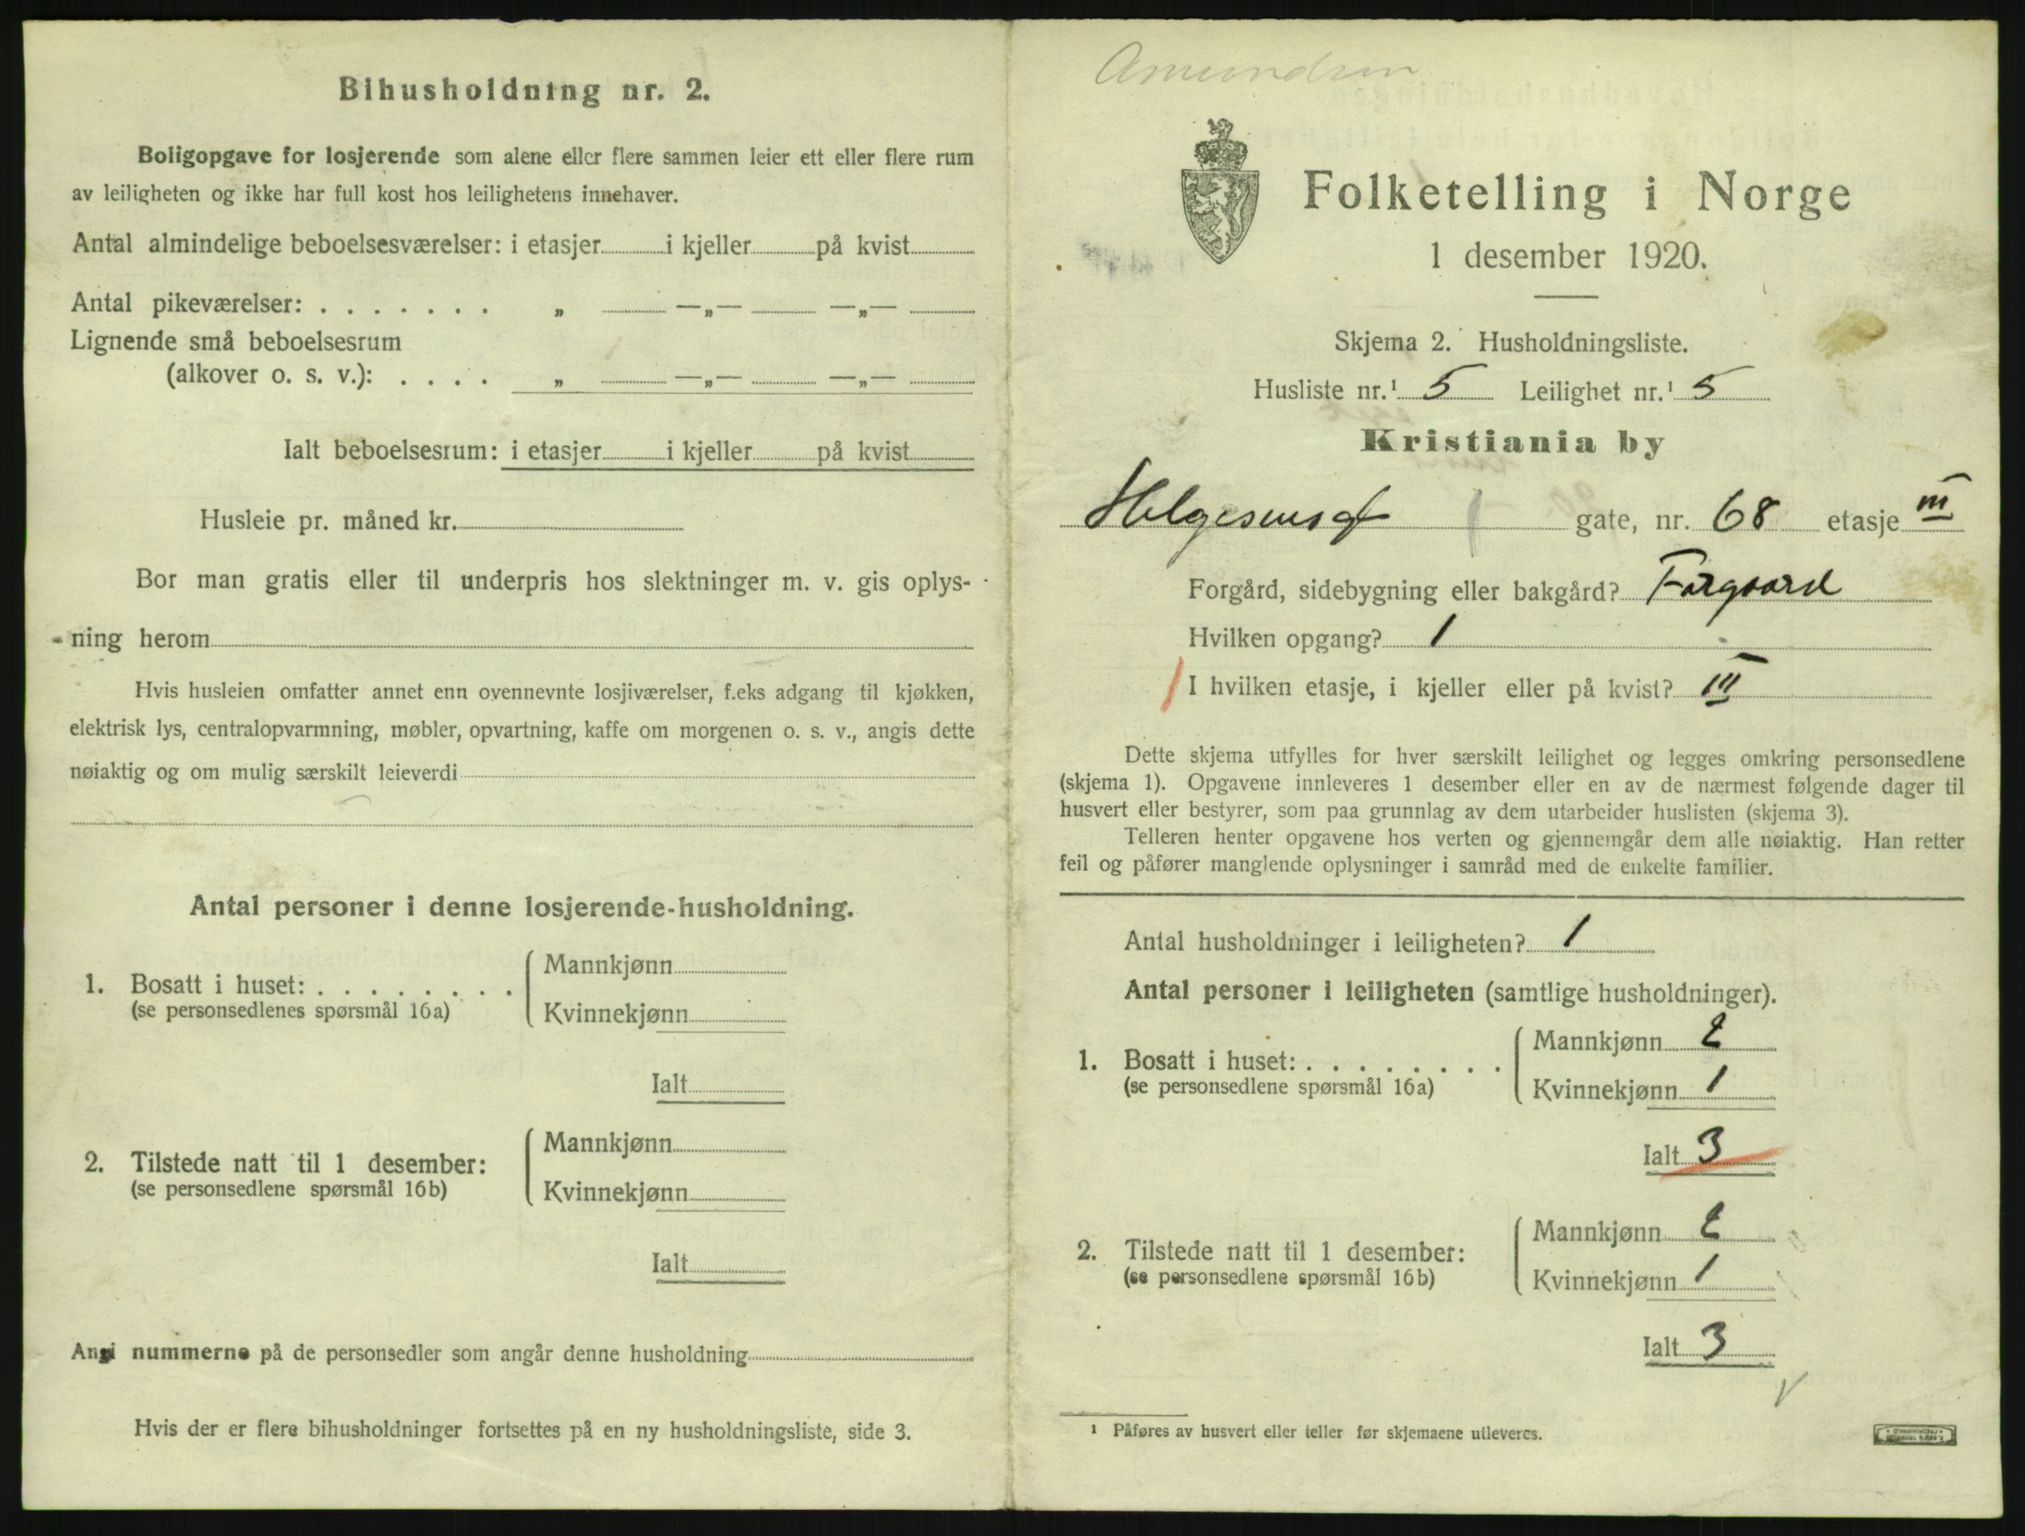 Bihusholdning nr. 2.
Boligopgave for losjerende som alene eller flere sammen leier ett eller flere rum
av leiligheten og ikke har full kost hos leilighetens innehaver.
Antal almindelige beboelsesværelser: i etasjer i kjeller på kvist
Antal pikeværelser: . . . . . . . „ —„— —„—
Lignende små beboelsesrum
(alkover o. s. v.): . . . . „ —„— —„—
Ialt beboelsesrum: i etasjer i kjeller på kvist
Husleie pr. måned kr.
Bor man gratis eller til underpris hos slektninger m. v. gis oplys-
ning herom
Hvis husleien omfatter annet enn ovennevnte losjiværelser, f.eks adgang til kjøkken,
elektrisk lys, centralopvarmning, møbler, opvartning, kaffe om morgenen o. s. v., angis dette
nøiaktig og om mulig særskilt leieverdi
Antal personer i denne losjerende-husholdning.
1. Bosatt i huset: . . . . . . . . Mannkjønn
(se personsedlenes spørsmål 16a) Kvinnekjønn
Ialt
2. Tilstede natt til 1 desember: Mannkjønn
(se personsedlene spørsmål 16b) Kvinnekjønn
Ialt
Angi nummerne på de personsedler som angår denne husholdning
Hvis der er flere bihusholdninger fortsettes på en ny husholdningsliste, side 3.
Amundsen
Folketelling i Norge
1 desember 1920.
Skjema 2. Husholdningsliste.
Husliste nr.¹ 5 Leilighet nr.¹ 5
Kristiania by
Helgesensgt gate, nr. 68 etasje III
Forgård, sidebygning eller bakgård? Forgaard
Hvilken opgang? 1
I hvilken etasje, i kjeller eller på kvist? III
Dette skjema utfylles for hver særskilt leilighet og legges omkring personsedlene
(skjema 1). Opgavene innleveres 1 desember eller en av de nærmest følgende dager til
husvert eller bestyrer, som paa grunnlag av dem utarbeider huslisten (skjema 3).
Telleren henter opgavene hos verten og gjennemgår dem alle nøiaktig. Han retter
feil og påfører manglende oplysninger i samråd med de enkelte familier.
Antal husholdninger i leiligheten? 1
Antal personer i leiligheten (samtlige husholdninger).
1. Bosatt i huset: . . . . . . . . Mannkjønn 2
(se personsedlene spørsmål 16a) Kvinnekjønn 1
Ialt 3
2. Tilstede natt til 1 desember: Mannkjønn 2
(se personsedlene spørsmål 16b) Kvinnekjønn 1
Ialt 3
¹ Påføres av husvert eller teller før skjemaene utleveres.